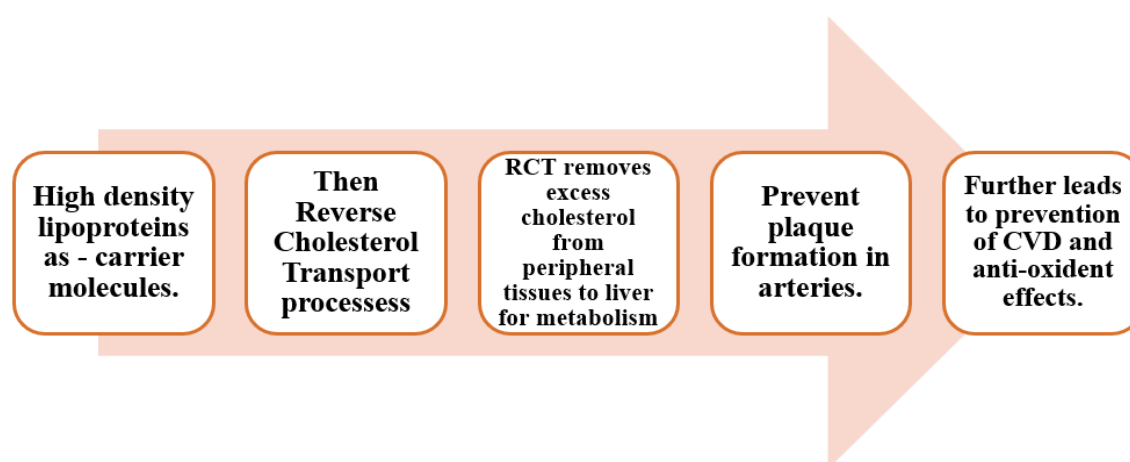 High density
lipoproteins
as - carrier
molecules.
Then
Reverse
Cholesterol
Transport
processess
RCT removes
excess
cholesterol
from
peripheral
tissues to liver
for metabolism
Prevent
plaque
formation in
arteries.
Further leads
to prevention
of CVD and
anti-oxident
effects.